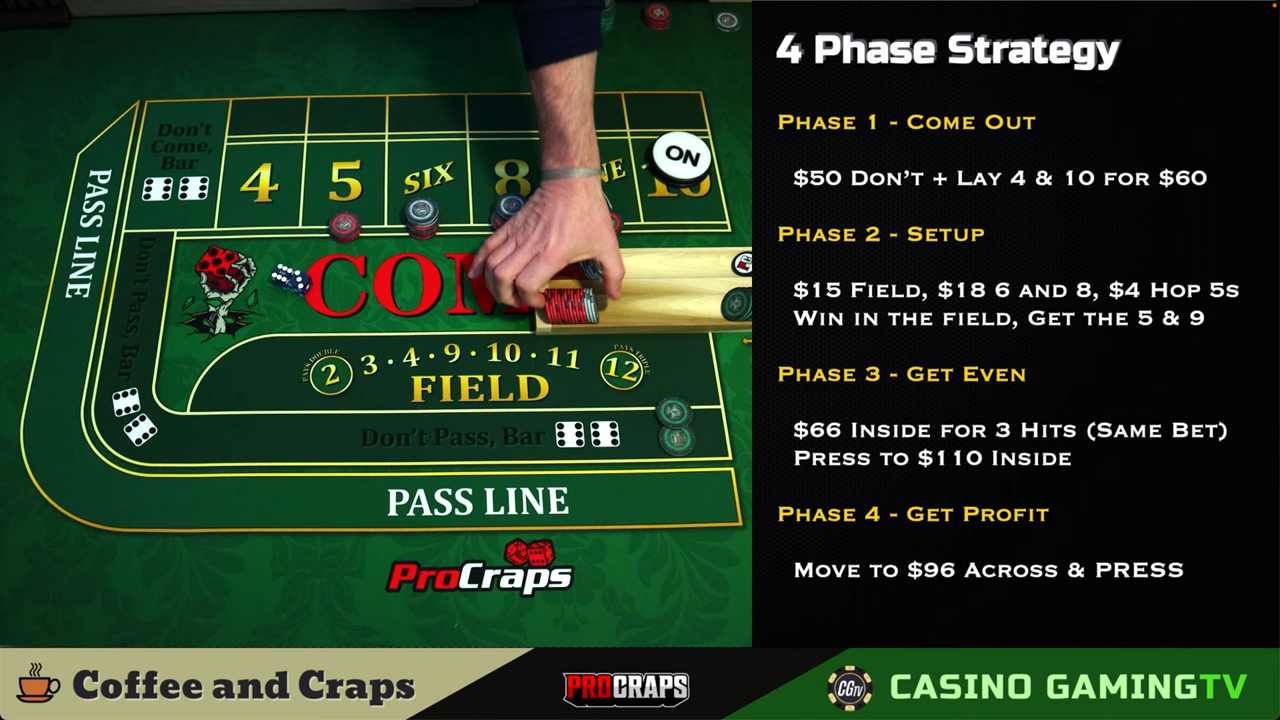 4 Phase Strategy
Phase 1 - Come Out
$50 Don't + Lay 4 & 10 for $60
Phase 2 - Setup
$15 Field, $18 6 and 8, $4 Hop 5s
Win in the field, Get the 5 & 9
Phase 3 - Get Even
$66 Inside for 3 Hits (Same Bet)
Press to $110 Inside
Phase 4 - Get Profit
Move to $96 Across & PRESS
Don't
Come,
Bar
4
5
SIX
8
ON
PASS LINE
Don't Pass, Bar
COM
PAYS DOUBLE
2
3 · 4 · 9 · 10 · 11
PAYS TRIPLE
12
FIELD
Don't Pass, Bar
PASS LINE
ProCraps
Coffee and Craps
PROCRAPS
CGTV
CASINO GAMINGTV